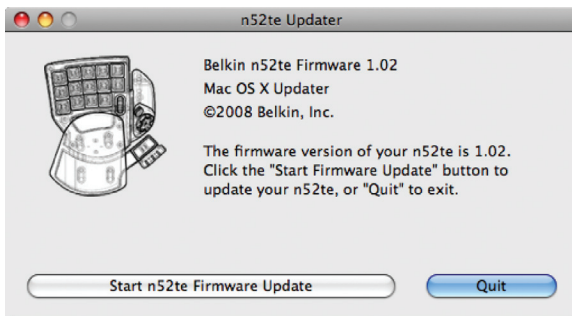 n52te Updater
Belkin n52te Firmware 1.02
Mac OS X Updater
©2008 Belkin, Inc.
The firmware version of your n52te is 1.02.
Click the "Start Firmware Update" button to
update your n52te, or "Quit" to exit.
Start n52te Firmware Update
Quit